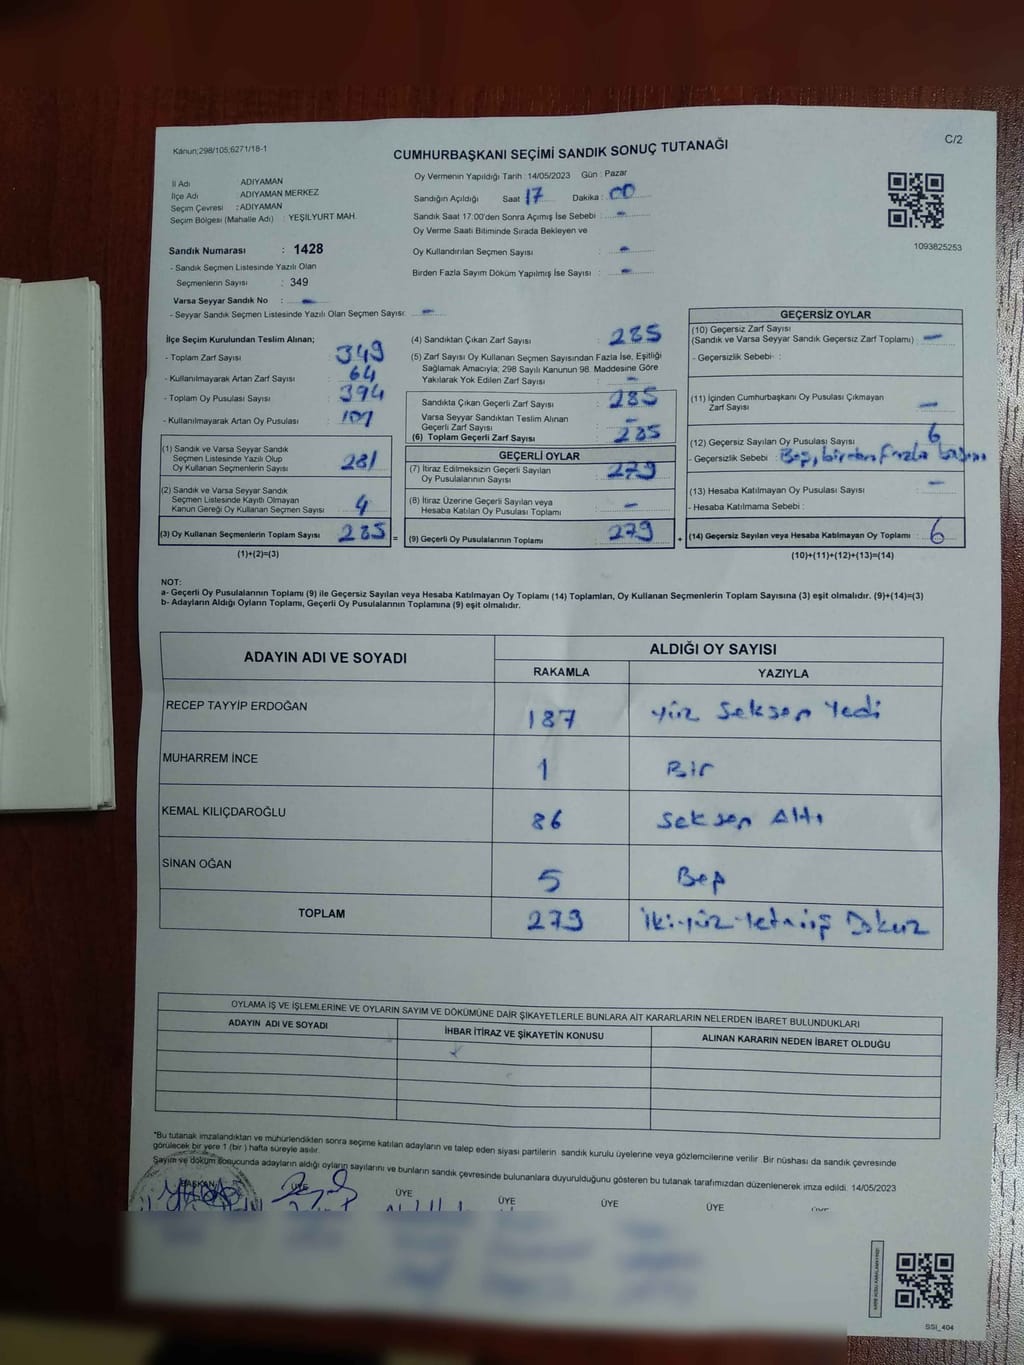 Kanun;298/105;6271/18-1
C/2
CUMHURBAŞKANI SEÇİMİ SANDIK SONUÇ TUTANAĞI
İl Adı ADIYAMAN
İlçe Adı ADIYAMAN MERKEZ
Seçim Çevresi : ADIYAMAN
Seçim Bölgesi (Mahalle Adı) : YEŞİLYURT MAH.
Sandık Numarası : 1428
- Sandık Seçmen Listesinde Yazılı Olan
Seçmenlerin Sayısı : 349
Varsa Seyyar Sandık No : -
- Seyyar Sandık Seçmen Listesinde Yazılı Olan Seçmen Sayısı: -
Oy Vermenin Yapıldığı Tarih : 14/05/2023 Gün : Pazar
Sandığın Açıldığı Saat 17 Dakika : 00
Sandık Saat 17:00'den Sonra Açımış İse Sebebi : -
Oy Verme Saati Bitiminde Sırada Bekleyen ve
Oy Kullandırılan Seçmen Sayısı : -
Birden Fazla Sayım Döküm Yapılmış İse Sayısı : -
1093825253
İlçe Seçim Kurulundan Teslim Alınan;
- Toplam Zarf Sayısı : 349
- Kullanılmayarak Artan Zarf Sayısı : 64
- Toplam Oy Pusulası Sayısı : 394
- Kullanılmayarak Artan Oy Pusulası :
(1) Sandık ve Varsa Seyyar Sandık
Seçmen Listesinde Yazılı Olup
Oy Kullanan Seçmenlerin Sayısı : 281
(2) Sandık ve Varsa Seyyar Sandık
Seçmen Listesinde Kayıtlı Olmayan
Kanun Gereği Oy Kullanan Seçmen Sayısı : 4
(3) Oy Kullanan Seçmenlerin Toplam Sayısı : 285
(1)+(2)=(3)
=
(4) Sandıktan Çıkan Zarf Sayısı : 285
(5) Zarf Sayısı Oy Kullanan Seçmen Sayısından Fazla İse, Eşitliği
Sağlamak Amacıyla; 298 Sayılı Kanunun 98. Maddesine Göre
Yakılarak Yok Edilen Zarf Sayısı : -
Sandıkta Çıkan Geçerli Zarf Sayısı : 285
Varsa Seyyar Sandıktan Teslim Alınan
Geçerli Zarf Sayısı : -
(6) Toplam Geçerli Zarf Sayısı : 285
GEÇERLİ OYLAR
(7) İtiraz Edilmeksizin Geçerli Sayılan
Oy Pusulalarının Sayısı : 279
(8) İtiraz Üzerine Geçerli Sayılan veya
Hesaba Katılan Oy Pusulası Toplamı : -
(9) Geçerli Oy Pusulalarının Toplamı : 279
+
GEÇERSİZ OYLAR
(10) Geçersiz Zarf Sayısı
(Sandık ve Varsa Seyyar Sandık Geçersiz Zarf Toplamı) : -
- Geçersizlik Sebebi :
(11) İçinden Cumhurbaşkanı Oy Pusulası Çıkmayan
Zarf Sayısı : -
(12) Geçersiz Sayılan Oy Pusulası Sayısı : 6
- Geçersizlik Sebebi : Boş, birden fazla
(13) Hesaba Katılmayan Oy Pusulası Sayısı : -
- Hesaba Katılmama Sebebi :
(14) Geçersiz Sayılan veya Hesaba Katılmayan Oy Toplamı : 6
(10)+(11)+(12)+(13)=(14)
NOT:
a- Geçerli Oy Pusulalarının Toplamı (9) ile Geçersiz Sayılan veya Hesaba Katılmayan Oy Toplamı (14) Toplamları, Oy Kullanan Seçmenlerin Toplam Sayısına (3) eşit olmalıdır. (9)+(14)=(3)
b- Adayların Aldığı Oyların Toplamı, Geçerli Oy Pusulalarının Toplamına (9) eşit olmalıdır.
ADAYIN ADI VE SOYADI
ALDIĞI OY SAYISI
RAKAMLA YAZIYLA
RECEP TAYYİP ERDOĞAN 187 Yüz Seksen Yedi
MUHARREM İNCE 1 Bir
KEMAL KILIÇDAROĞLU 86 Seksen Altı
SİNAN OĞAN 5 Beş
TOPLAM 279 İkiyüz-Yetmiş Dokuz
OYLAMA İŞ VE İŞLEMLERİNE VE OYLARIN SAYIM VE DÖKÜMÜNE DAİR ŞİKAYETLERLE BUNLARA AİT KARARLARIN NELERDEN İBARET BULUNDUKLARI
ADAYIN ADI VE SOYADI İHBAR İTİRAZ VE ŞİKAYETİN KONUSU ALINAN KARARIN NEDEN İBARET OLDUĞU
*Bu tutanak imzalandıktan ve mühürlendikten sonra seçime katılan adayların ve talep eden siyasi partilerin sandık kurulu üyelerine veya gözlemcilerine verilir. Bir nüshası da sandık çevresinde
görülecek bir yere 1 (bir ) hafta süreyle asılır.
Sayım ve döküm sonucunda adayların aldığı oyların sayılarını ve bunların sandık çevresinde bulunanlara duyurulduğunu gösteren bu tutanak tarafımızdan düzenlenerek imza edildi. 14/05/2023
BAŞKAN ÜYE ÜYE ÜYE ÜYE ÜYE ÜYE
SSI_404